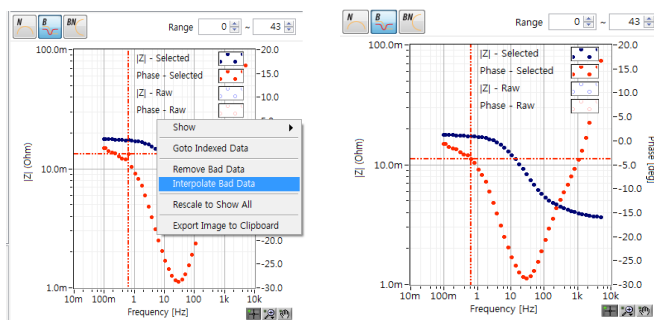 N B BN Range 0 ~ 43
100.0m 20.0
|Z| - Selected
Phase - Selected 15.0
|Z| - Raw
-10.0
Phase - Raw
-5.0
Show
Goto Indexed Data
Remove Bad Data
Interpolate Bad Data
Rescale to Show All
Export Image to Clipboard
|Z| (Ohm)
10.0m
-20.0
-25.0
1.0m -30.0
10m 100m 1 10 100 1k 10k
Frequency [Hz]
N B BN Range 0 ~ 43
100.0m -20.0
|Z| - Selected
Phase - Selected -15.0
|Z| - Raw
-10.0
Phase - Raw
-5.0
-0.0
|Z| (Ohm)
10.0m -5.0
Phase [deg]
-10.0
-15.0
-20.0
-25.0
1.0m -30.0
10m 100m 1 10 100 1k 10k
Frequency [Hz]